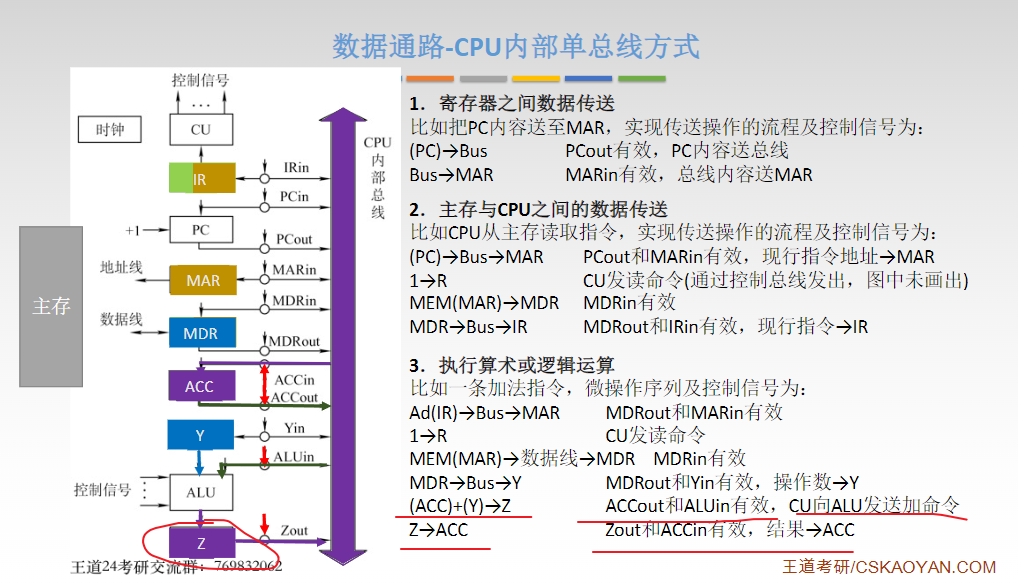 数据通路-CPU内部单总线方式
控制信号
…
CU
时钟
CPU内部总线
IR
IRin
PCin
+1
PC
PCout
地址线
MAR
MARin
MDRin
数据线
MDR
MDRout
ACC
ACCin
ACCout
Y
Yin
ALUin
控制信号
ALU
Zout
Z
主存
王道24考研交流群：769832062
1．寄存器之间数据传送
比如把PC内容送至MAR，实现传送操作的流程及控制信号为：
(PC)→Bus PCout有效，PC内容送总线
Bus→MAR MARin有效，总线内容送MAR
2．主存与CPU之间的数据传送
比如CPU从主存读取指令，实现传送操作的流程及控制信号为：
(PC)→Bus→MAR PCout和MARin有效，现行指令地址→MAR
1→R CU发读命令(通过控制总线发出，图中未画出)
MEM(MAR)→MDR MDRin有效
MDR→Bus→IR MDRout和IRin有效，现行指令→IR
3．执行算术或逻辑运算
比如一条加法指令，微操作序列及控制信号为：
Ad(IR)→Bus→MAR MDRout和MARin有效
1→R CU发读命令
MEM(MAR)→数据线→MDR MDRin有效
MDR→Bus→Y MDRout和Yin有效，操作数→Y
(ACC)+(Y)→Z ACCout和ALUin有效，CU向ALU发送加命令
Z→ACC Zout和ACCin有效，结果→ACC
王道考研/CSKAOYAN.COM